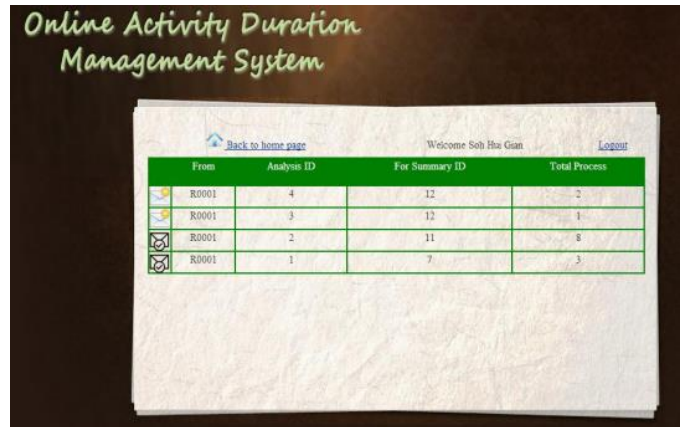 Online Activity Duration
Management System
Back to home page Welcome Soh Hui Gian Logout
From Analysis ID For Summary ID Total Process
R0001 4 12 2
R0001 3 12 1
R0001 2 11 8
R0001 1 7 3